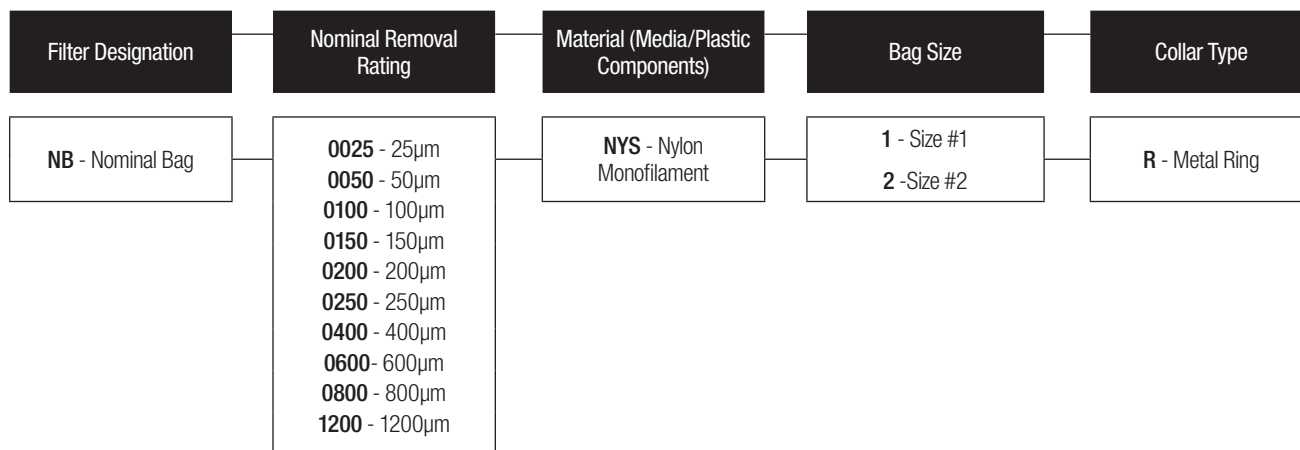 Filter Designation
Nominal Removal
Rating
Material (Media/Plastic
Components)
Bag Size
Collar Type
NB - Nominal Bag
0025 - 25µm
0050 - 50µm
0100 - 100µm
0150 - 150µm
0200 - 200µm
0250 - 250µm
0400 - 400µm
0600- 600µm
0800 - 800µm
1200 - 1200µm
NYS - Nylon
Monofilament
1 - Size #1
2 -Size #2
R - Metal Ring